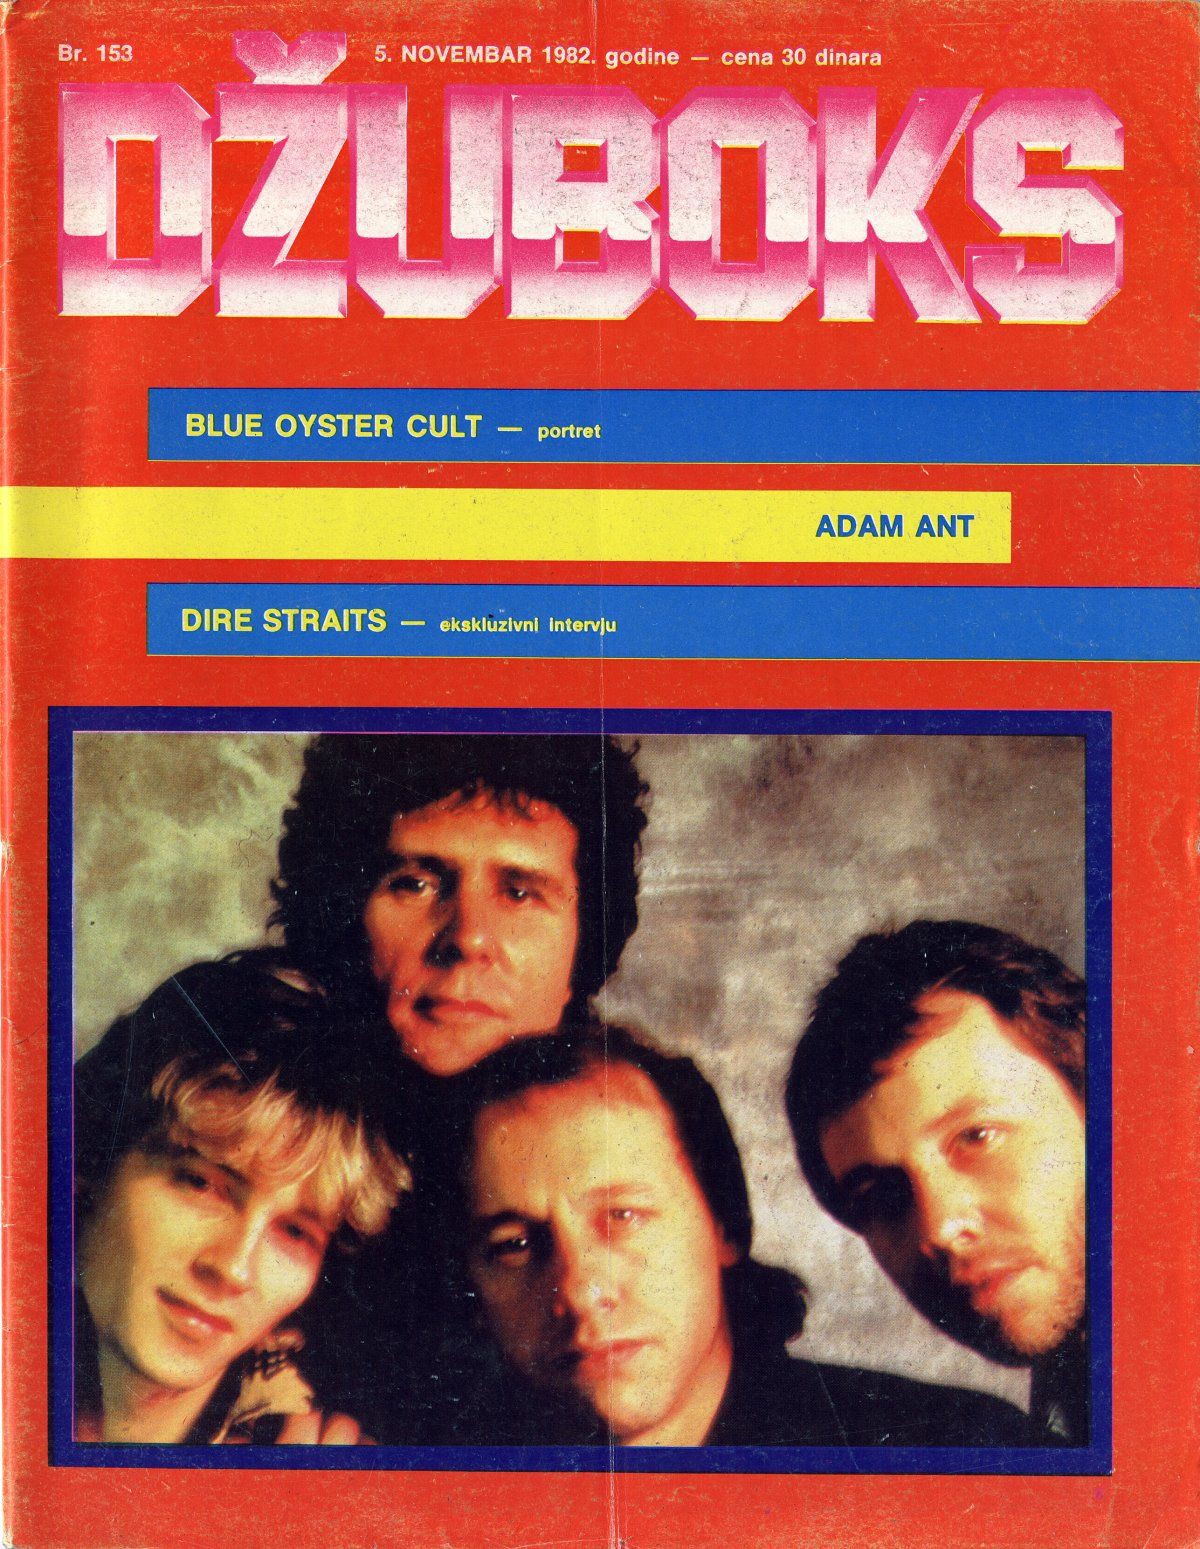 Br. 153
5. NOVEMBAR 1982. godine — cena 30 dinara
DŽUBOKS
BLUE OYSTER CULT — portret
ADAM ANT
DIRE STRAITS — ekskluzivni intervju